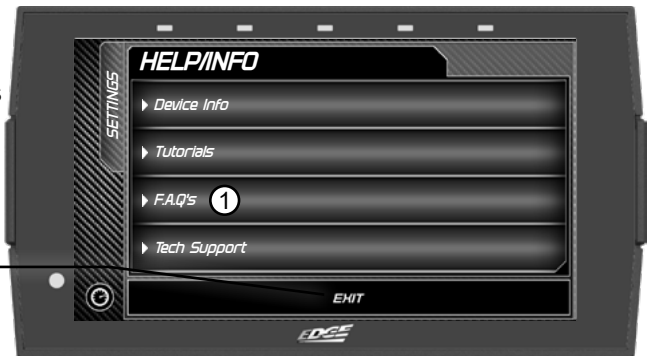 HELP/INFO
SETTINGS
Device Info
Tutorials
F.A.Q's 1
Tech Support
EXIT
EDGE